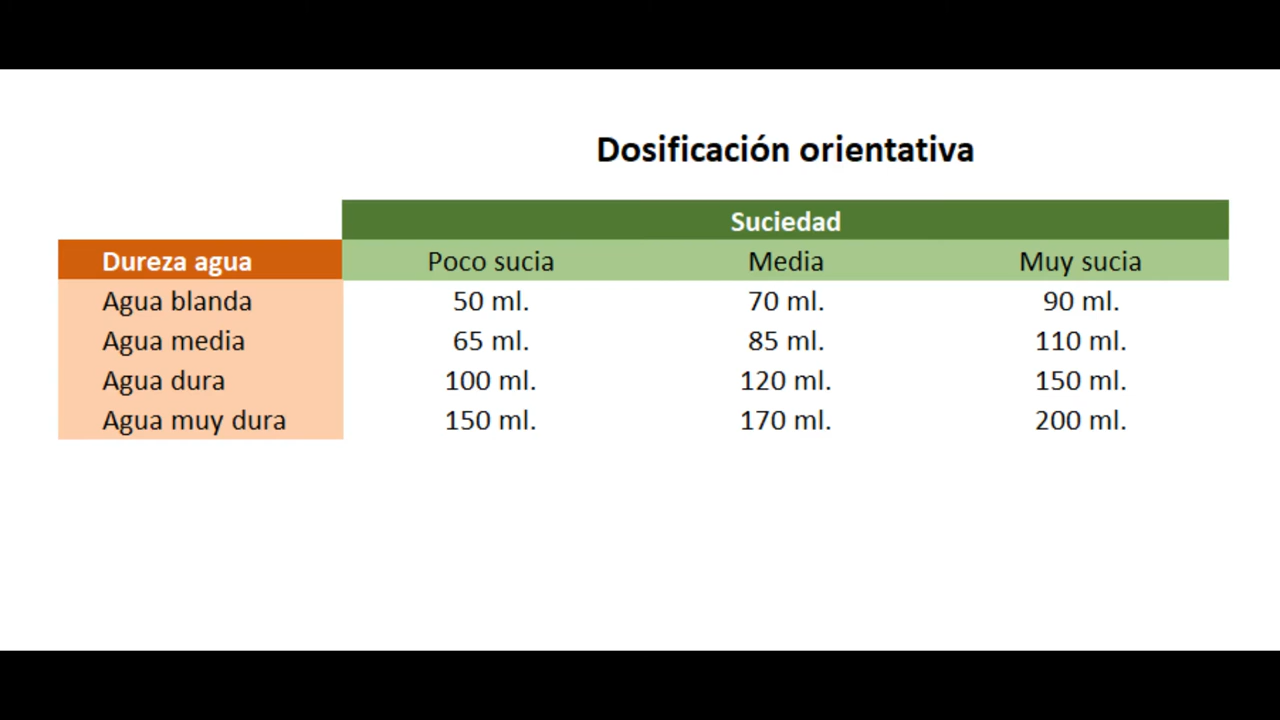 Dosificación orientativa
Suciedad
Dureza agua Poco sucia Media Muy sucia
Agua blanda 50 ml. 70 ml. 90 ml.
Agua media 65 ml. 85 ml. 110 ml.
Agua dura 100 ml. 120 ml. 150 ml.
Agua muy dura 150 ml. 170 ml. 200 ml.